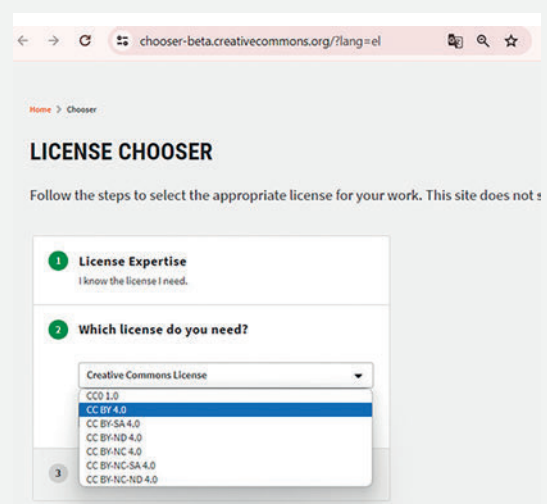 chooser-beta.creativecommons.org/?lang=el
Home > Chooser
LICENSE CHOOSER
Follow the steps to select the appropriate license for your work. This site does not
1 License Expertise
I know the license I need.
2 Which license do you need?
Creative Commons License
CC0 1.0
CC BY 4.0
CC BY-SA 4.0
CC BY-ND 4.0
CC BY-NC 4.0
CC BY-NC-SA 4.0
3
CC BY-NC-ND 4.0